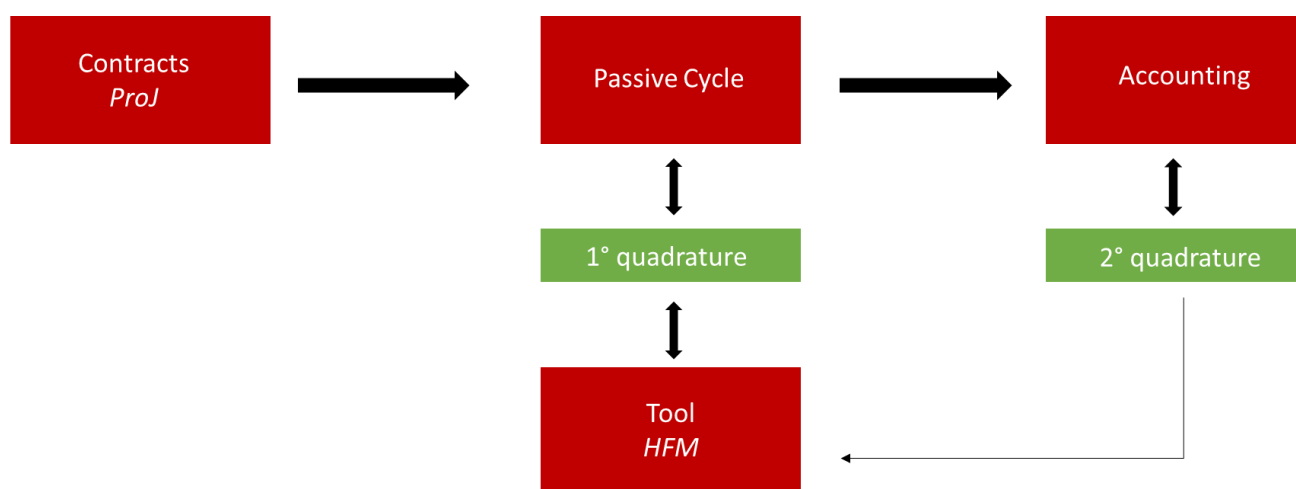 Contracts
ProJ
Passive Cycle
Accounting
1° quadrature
2° quadrature
Tool
HFM